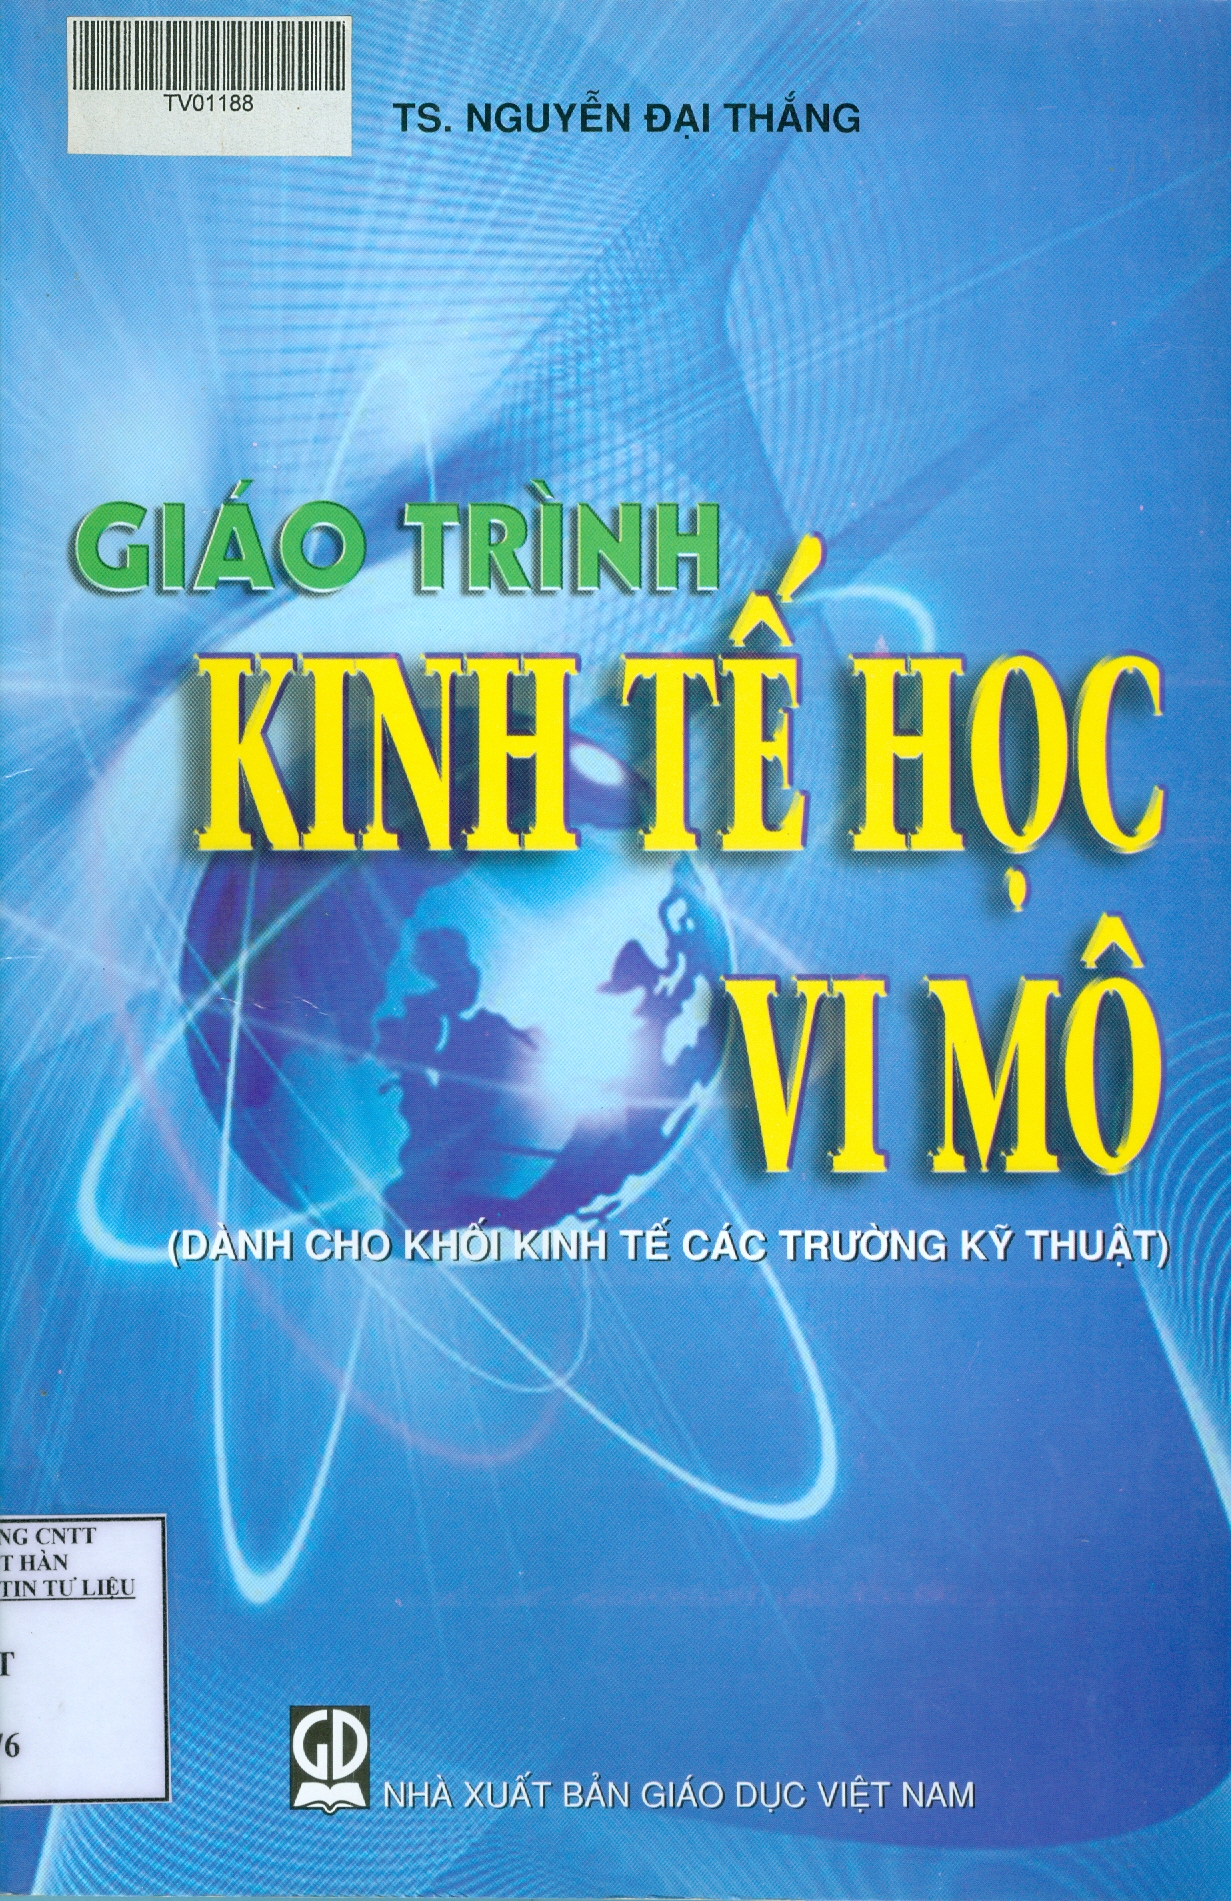 TV01188
TS. NGUYỄN ĐẠI THẮNG
GIÁO TRÌNH
KINH TẾ HỌC
VI MÔ
(DÀNH CHO KHỐI KINH TẾ CÁC TRƯỜNG KỸ THUẬT)
NG CNTT
T HÀN
TIN TƯ LIỆU
T
/6
GD
NHÀ XUẤT BẢN GIÁO DỤC VIỆT NAM